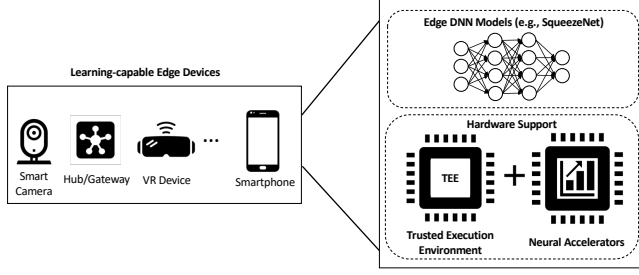 Learning-capable Edge Devices
Smart
Camera
Hub/Gateway
VR Device
...
Smartphone
Edge DNN Models (e.g., SqueezeNet)
Hardware Support
TEE
+
Trusted Execution
Environment
Neural Accelerators